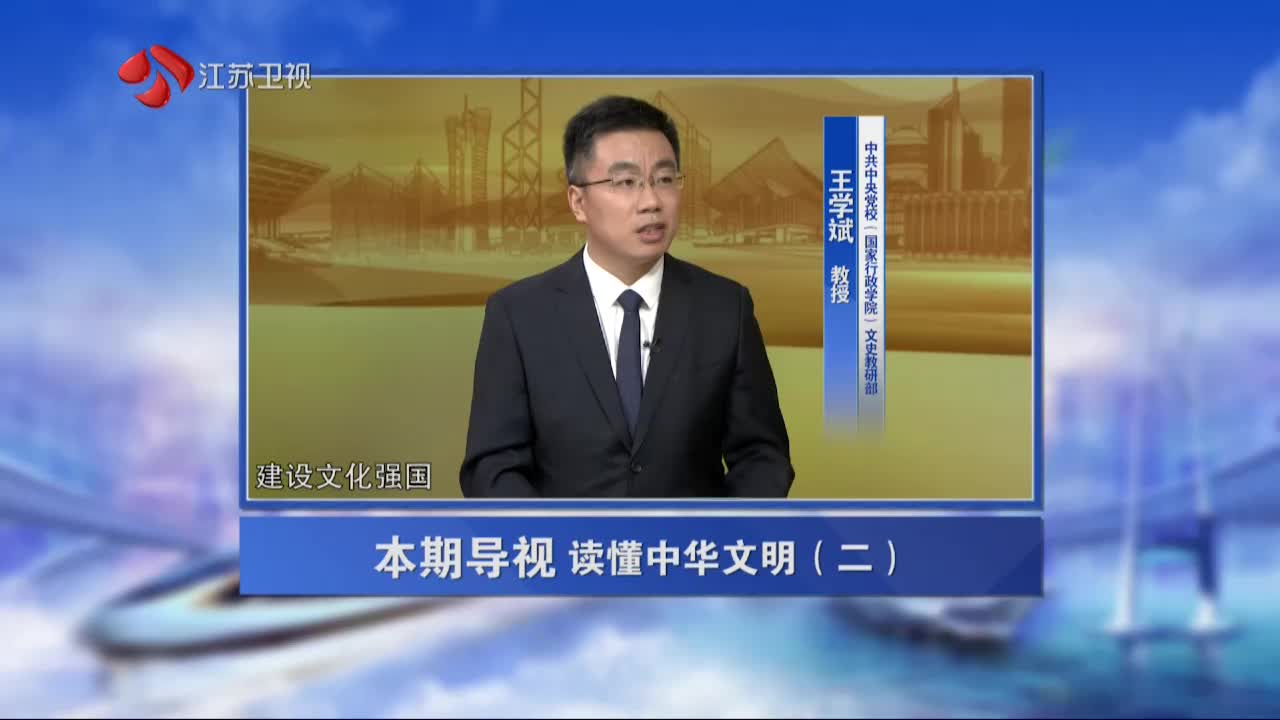 江苏卫视
中共中央党校（国家行政学院）文史教研部
王学斌 教授
建设文化强国
本期导视 读懂中华文明（二）